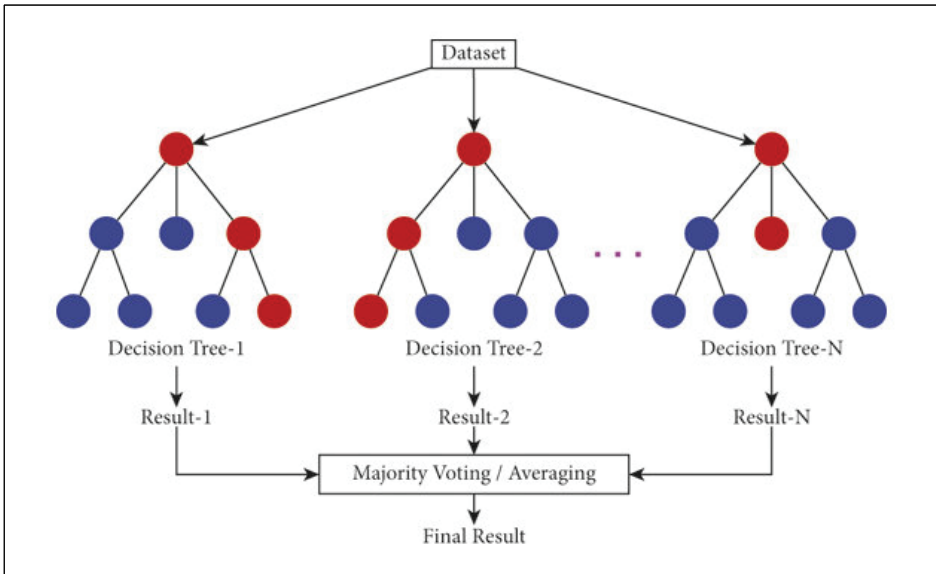 Dataset
Decision Tree-1
Decision Tree-2
Decision Tree-N
Result-1
Result-2
Result-N
Majority Voting / Averaging
Final Result